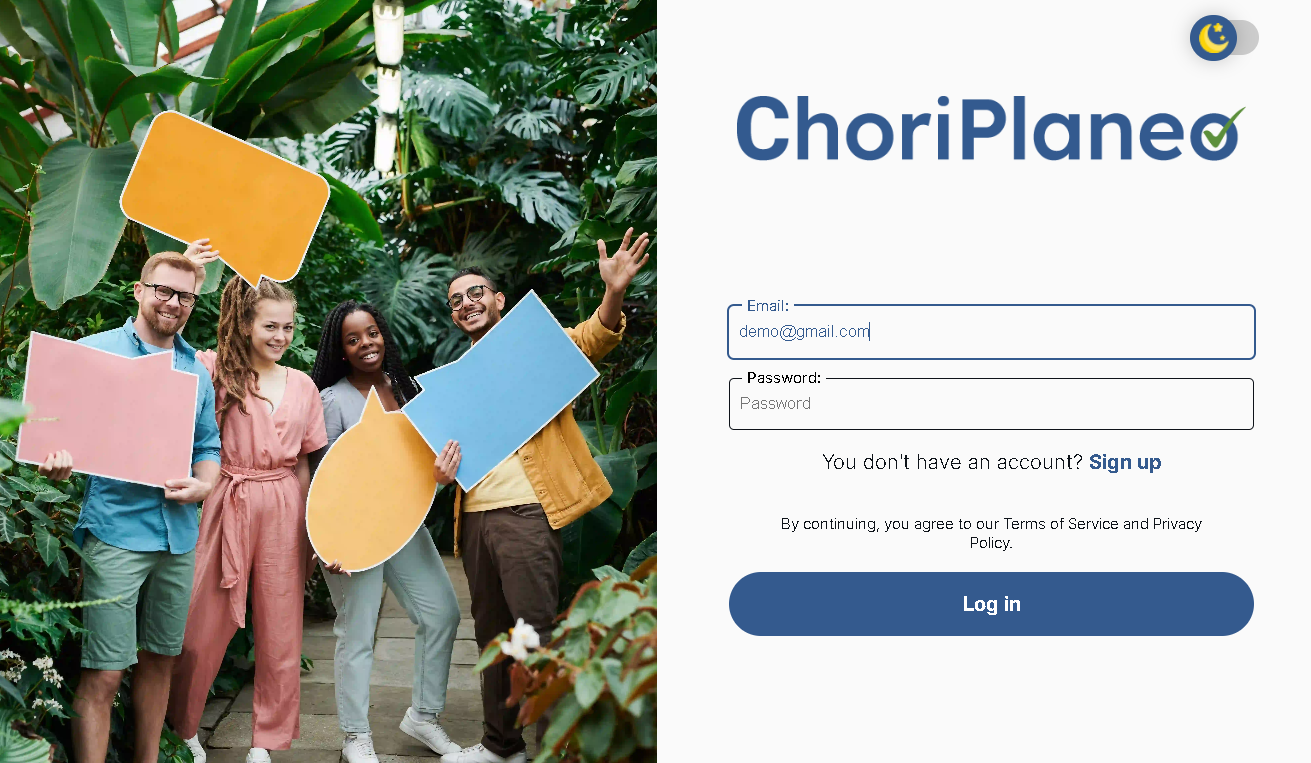 ChoriPlaneo
Email:
demo@gmail.com
Password:
Password
You don't have an account? Sign up
By continuing, you agree to our Terms of Service and Privacy
Policy.
Log in